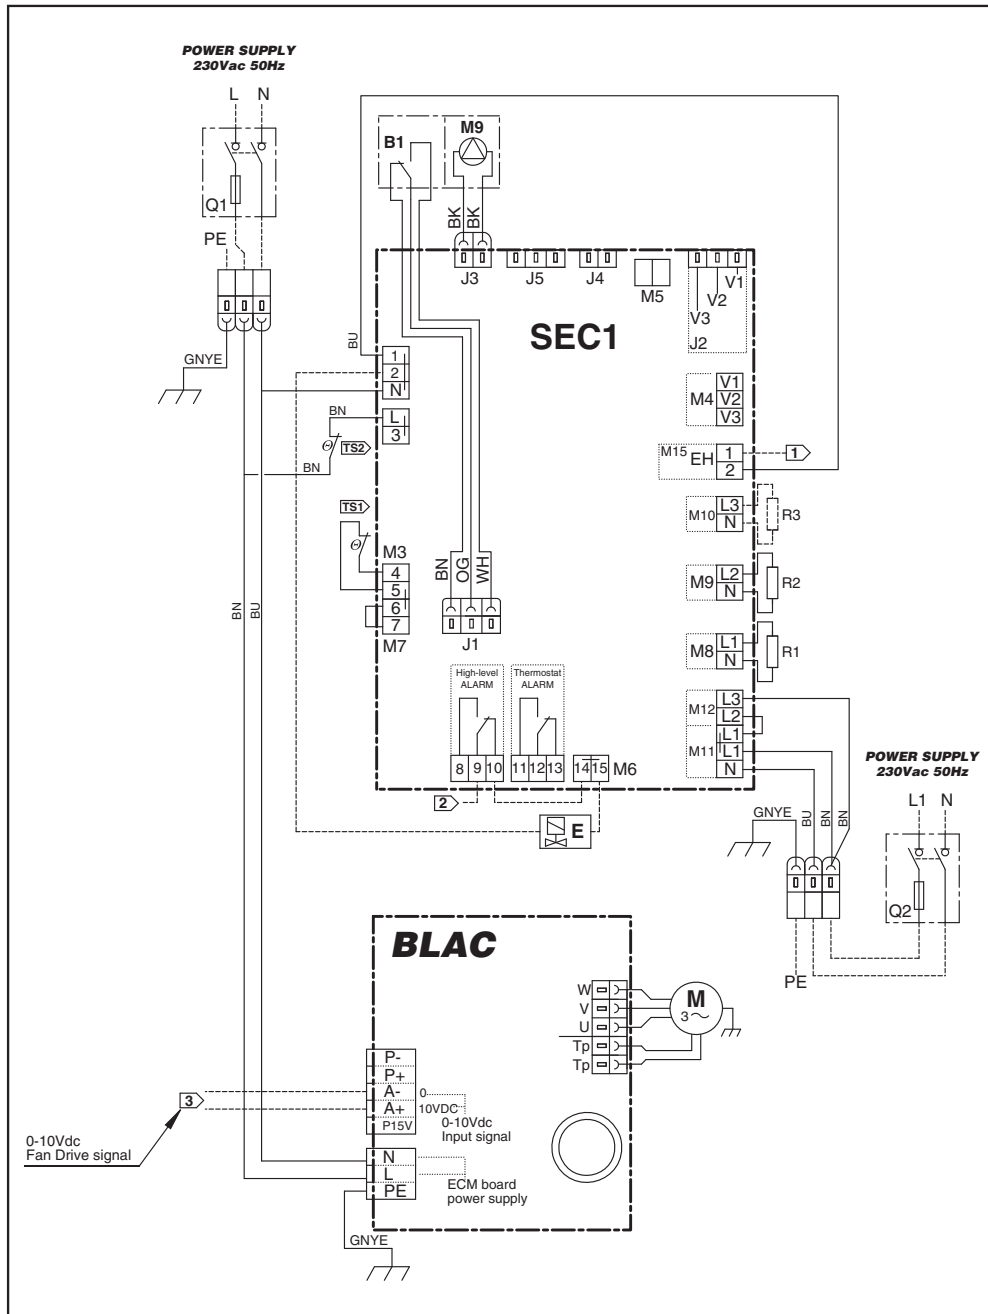 POWER SUPPLY
230Vac 50Hz
L N
Q1
PE
GNYE
B1
M9
BK
BK
J3
J5
J4
M5
V1
V2
V3
J2
SEC1
BU
1
2
N
BN
L
3
TS2
BN
TS1
M3
4
5
6
7
M7
BN
BU
BN
OG
WH
J1
M4
V1
V2
V3
M15
EH
1
2
1
M10
L3
N
R3
M9
L2
N
R2
M8
L1
N
R1
M12
L3
L2
L1
M11
L1
N
High-level
ALARM
Thermostat
ALARM
8 9 10
11 12 13
14 15
M6
2
E
POWER SUPPLY
230Vac 50Hz
L1 N
Q2
GNYE
BU
BN
BN
PE
BLAC
W
V
U
Tp
Tp
M
3
P-
P+
A-
A+
P15V
0
10VDC
0-10Vdc
Input signal
3
0-10Vdc
Fan Drive signal
N
L
PE
ECM board
power supply
GNYE